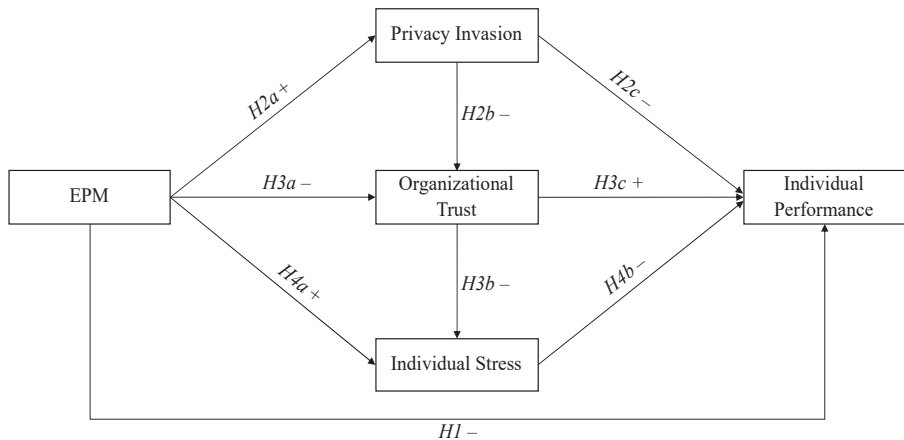 Privacy Invasion
H2a +
H2c –
H2b –
EPM
H3a –
Organizational
Trust
H3c +
Individual
Performance
H4a +
H3b –
H4b –
Individual Stress
H1 –